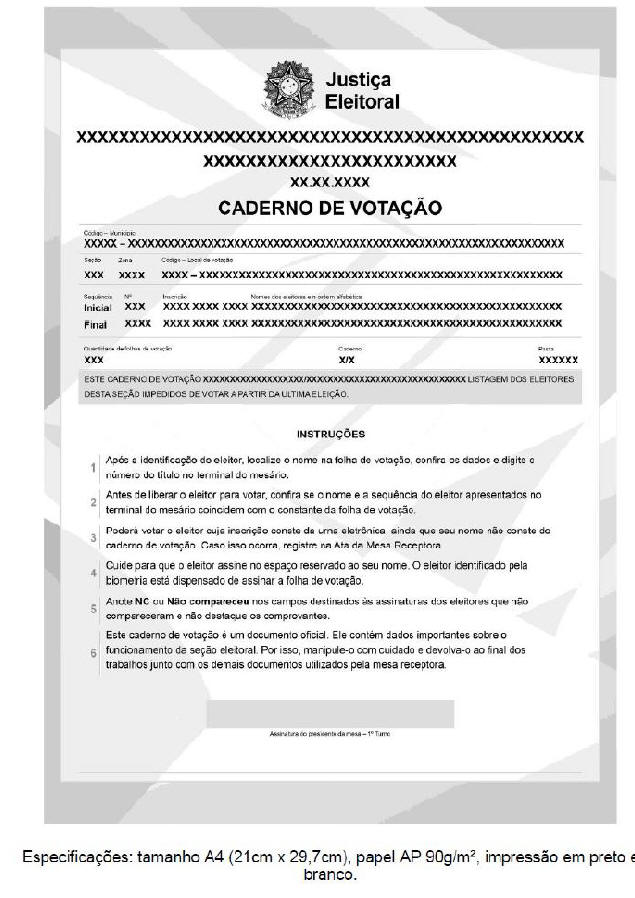 Justiça
Eleitoral
XXXXXXXXXXXXXXXXXXXXXXXXXXXXXXXXXXXXXXXXXXXXXXXX
XXXXXXXXXXXXXXXXXXXXXXXX
XX.XX.XXXX
CADERNO DE VOTAÇÃO
Código – Município
XXXXX – XXXXXXXXXXXXXXXXXXXXXXXXXXXXXXXXXXXXXXXXXXXXXXXXXXXXXXXXXXXXXXX
Seção Zona Código – Local de votação
XXX XXXX XXXX – XXXXXXXXXXXXXXXXXXXXXXXXXXXXXXXXXXXXXXXXXXXXXXXXXXXXX
Sequência Nº Inscrição Nomes dos eleitores em ordem alfabética
Inicial XXX XXXX XXXX XXXX XXXXXXXXXXXXXXXXXXXXXXXXXXXXXXXXXXXXXXXXXXXX
Final XXXX XXXX XXXX XXXX XXXXXXXXXXXXXXXXXXXXXXXXXXXXXXXXXXXXXXXXXXXX
Quantidade de folhas de votação Caderno Pasta
XXX X/X XXXXXX
ESTE CADERNO DE VOTAÇÃO XXXXXXXXXXXXXXXXXXX/XXXXXXXXXXXXXXXXXXXXXXXXXXXXXX LISTAGEM DOS ELEITORES
DESTA SEÇÃO IMPEDIDOS DE VOTAR A PARTIR DA ULTIMA ELEIÇÃO.
INSTRUÇÕES
1 Após a identificação do eleitor, localize o nome na folha de votação, confira os dados e digite o
número do título no terminal do mesário.
2 Antes de liberar o eleitor para votar, confira se o nome e a sequência do eleitor apresentados no
terminal do mesário coincidem com o constante da folha de votação.
3 Poderá votar o eleitor cuja inscrição conste da urna eletrônica, ainda que seu nome não conste do
caderno de votação. Caso isso ocorra, registre na Ata da Mesa Receptora.
4 Cuide para que o eleitor assine no espaço reservado ao seu nome. O eleitor identificado pela
biometria está dispensado de assinar a folha de votação.
5 Anote NC ou Não compareceu nos campos destinados às assinaturas dos eleitores que não
compareceram e não destaque os comprovantes.
6 Este caderno de votação é um documento oficial. Ele contém dados importantes sobre o
funcionamento da seção eleitoral. Por isso, manipule-o com cuidado e devolva-o ao final dos
trabalhos junto com os demais documentos utilizados pela mesa receptora.
Assinatura do presidente da mesa – 1º Turno
Especificações: tamanho A4 (21cm x 29,7cm), papel AP 90g/m², impressão em preto e
branco.